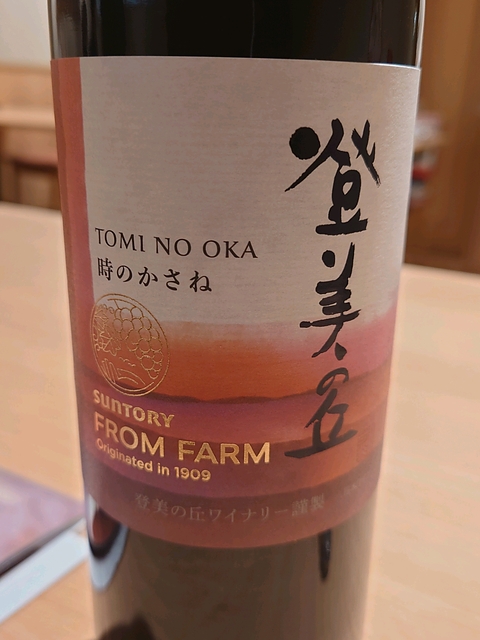 登美の丘
TOMI NO OKA
時のかさね
SUNTORY
FROM FARM
Originated in 1909
登美の丘ワイナリー謹製